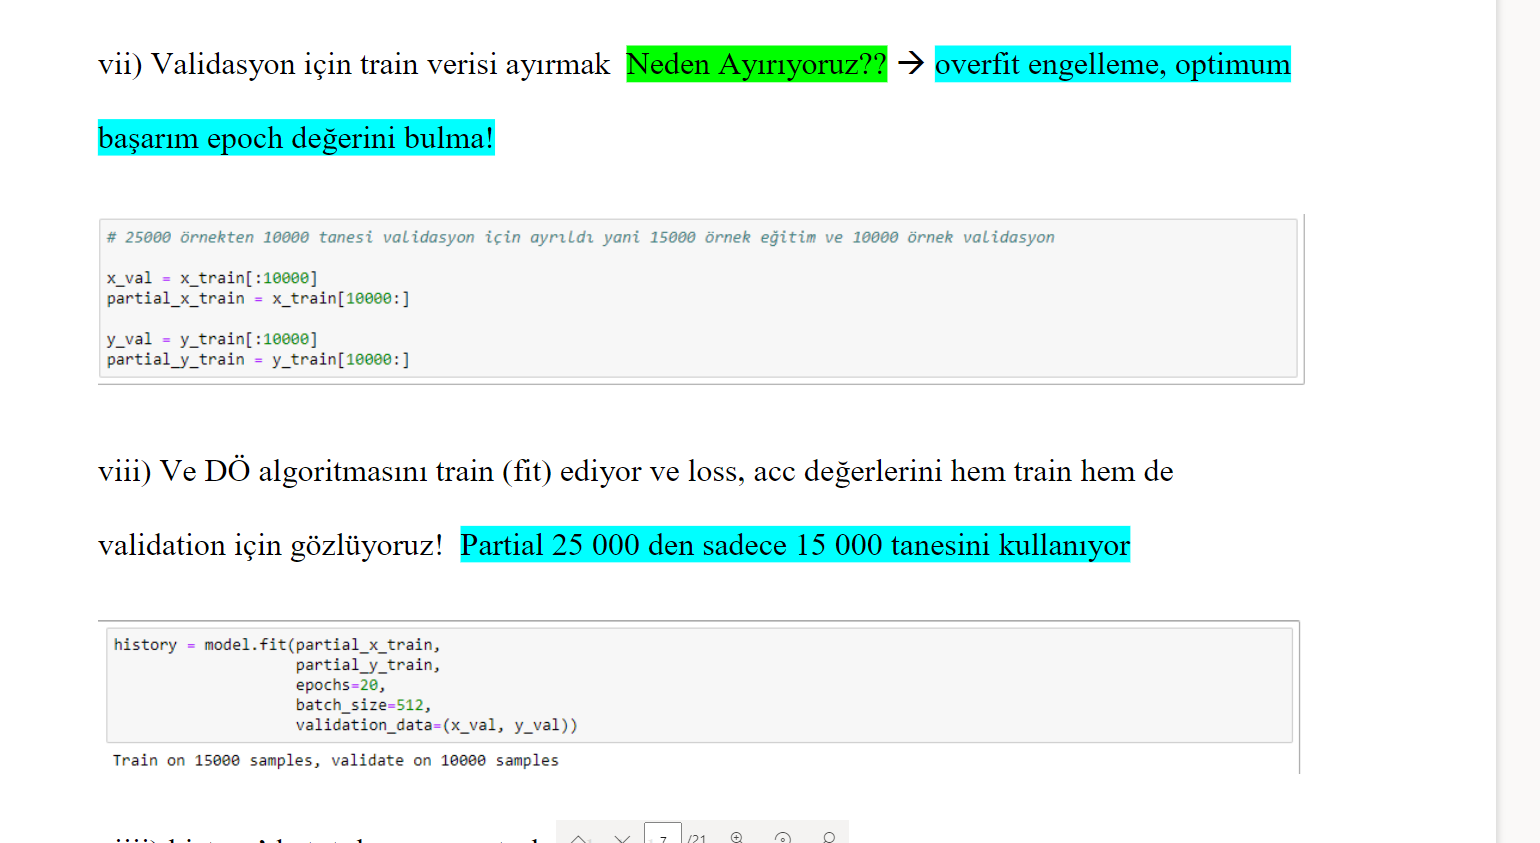 vii) Validasyon için train verisi ayırmak Neden Ayırıyoruz?? → overfit engelleme, optimum
başarım epoch değerini bulma!
# 25000 örnekten 10000 tanesi validasyon için ayrıldı yani 15000 örnek eğitim ve 10000 örnek validasyon
x_val = x_train[:10000]
partial_x_train = x_train[10000:]
y_val = y_train[:10000]
partial_y_train = y_train[10000:]
viii) Ve DÖ algoritmasını train (fit) ediyor ve loss, acc değerlerini hem train hem de
validation için gözlüyoruz! Partial 25 000 den sadece 15 000 tanesini kullanıyor
history = model.fit(partial_x_train,
partial_y_train,
epochs=20,
batch_size=512,
validation_data=(x_val, y_val))
Train on 15000 samples, validate on 10000 samples
7 /21